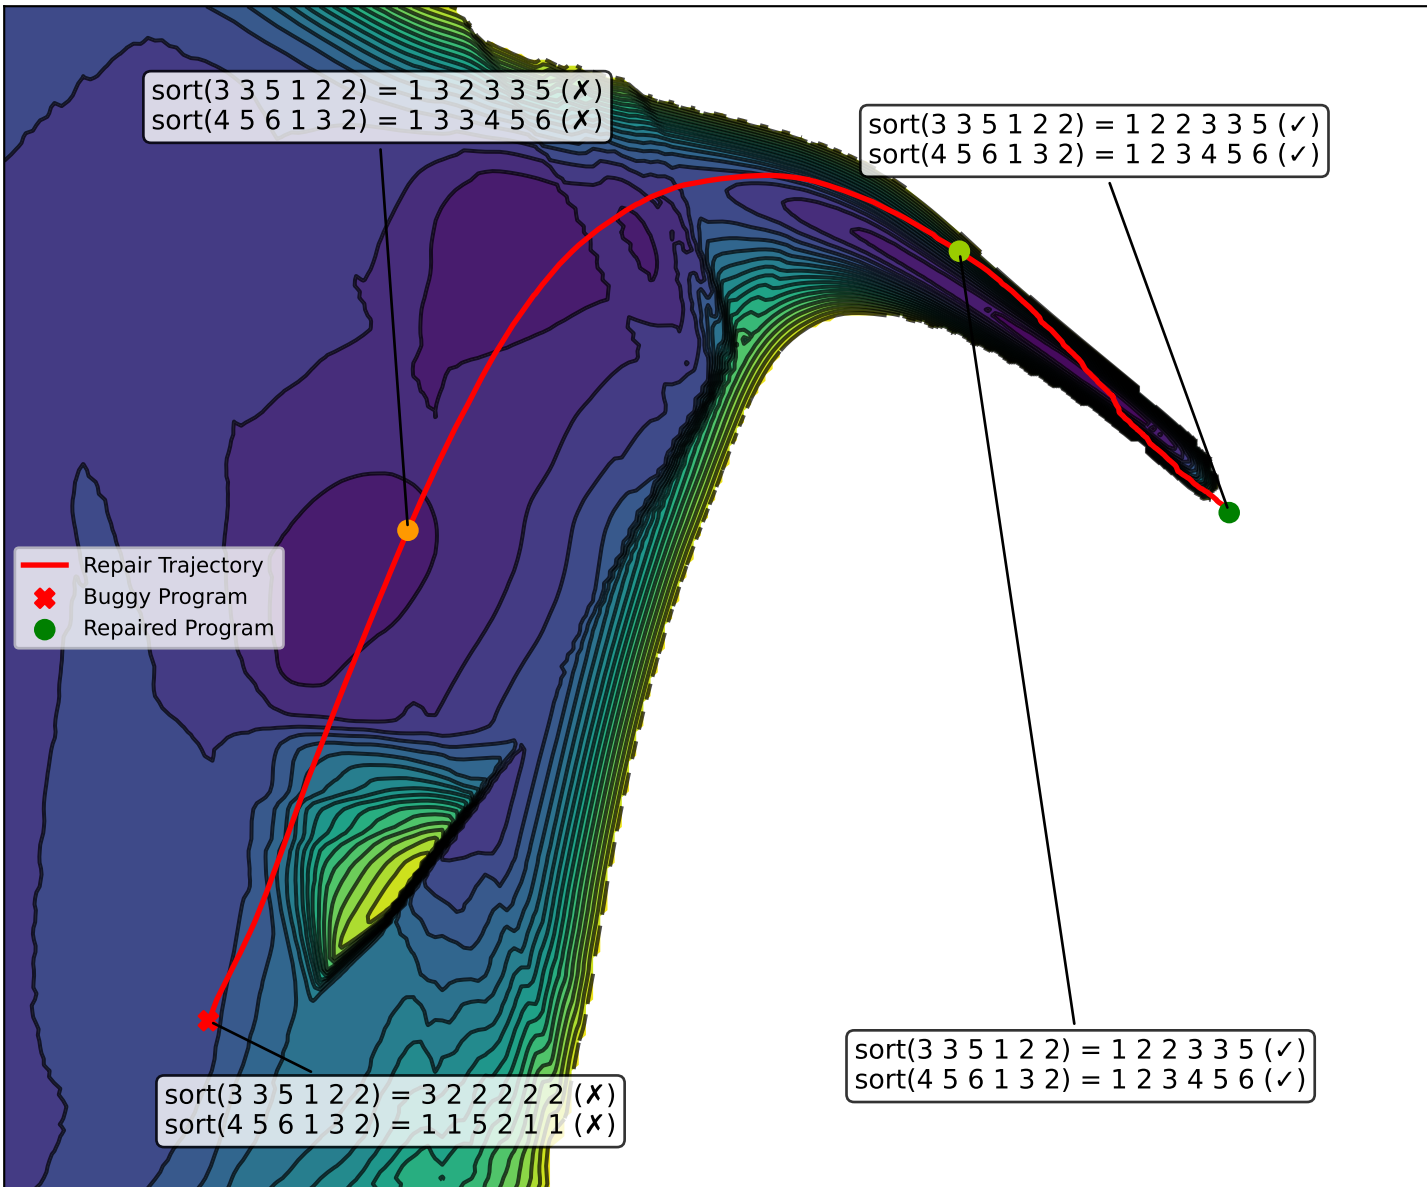 sort(3 3 5 1 2 2) = 1 3 2 3 3 5 (✗)
sort(4 5 6 1 3 2) = 1 3 3 4 5 6 (✗)
sort(3 3 5 1 2 2) = 1 2 2 3 3 5 (✓)
sort(4 5 6 1 3 2) = 1 2 3 4 5 6 (✓)
Repair Trajectory
Buggy Program
Repaired Program
sort(3 3 5 1 2 2) = 1 2 2 3 3 5 (✓)
sort(4 5 6 1 3 2) = 1 2 3 4 5 6 (✓)
sort(3 3 5 1 2 2) = 3 2 2 2 2 2 (✗)
sort(4 5 6 1 3 2) = 1 1 5 2 1 1 (✗)